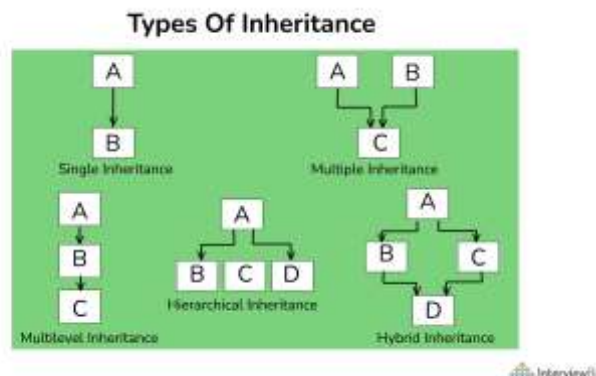 Types Of Inheritance
A
A B
B
C
Single Inheritance
Multiple Inheritance
A
B
C
Multilevel Inheritance
A
B C D
Hierarchical Inheritance
A
B C
D
Hybrid Inheritance